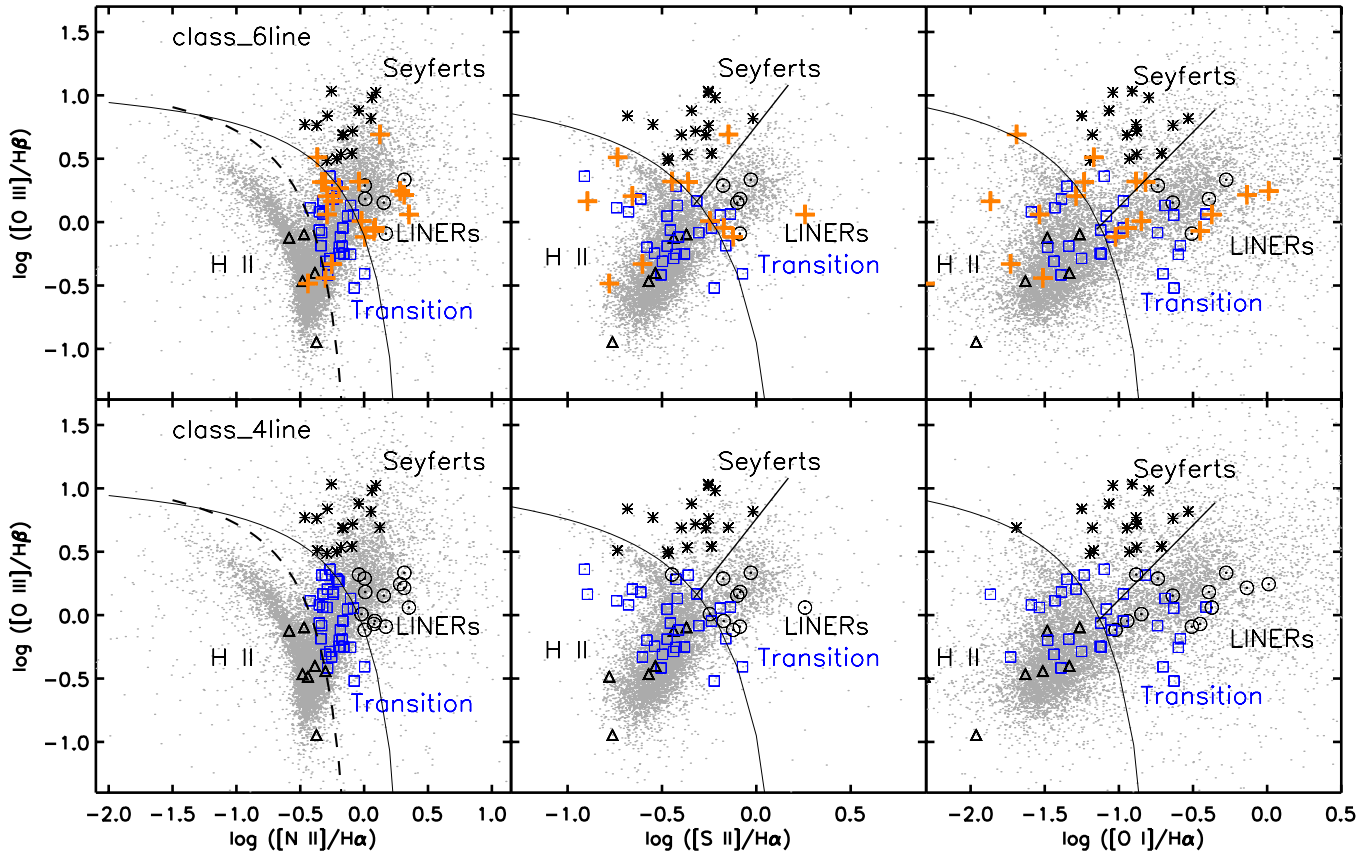 class_6line
Seyferts
Seyferts
Seyferts
H II
LINERs
Transition
H II
LINERs
Transition
H II
LINERs
Transition
log ([O III]/Hβ)
1.5
1.0
0.5
0.0
−0.5
−1.0
class_4line
Seyferts
Seyferts
Seyferts
H II
LINERs
Transition
H II
LINERs
Transition
H II
LINERs
Transition
log ([O III]/Hβ)
1.5
1.0
0.5
0.0
−0.5
−1.0
−2.0 −1.5 −1.0 −0.5 0.0 0.5 1.0
−1.0 −0.5 0.0 0.5
−2.0 −1.5 −1.0 −0.5 0.0 0.5
log ([N II]/Hα)
log ([S II]/Hα)
log ([O I]/Hα)